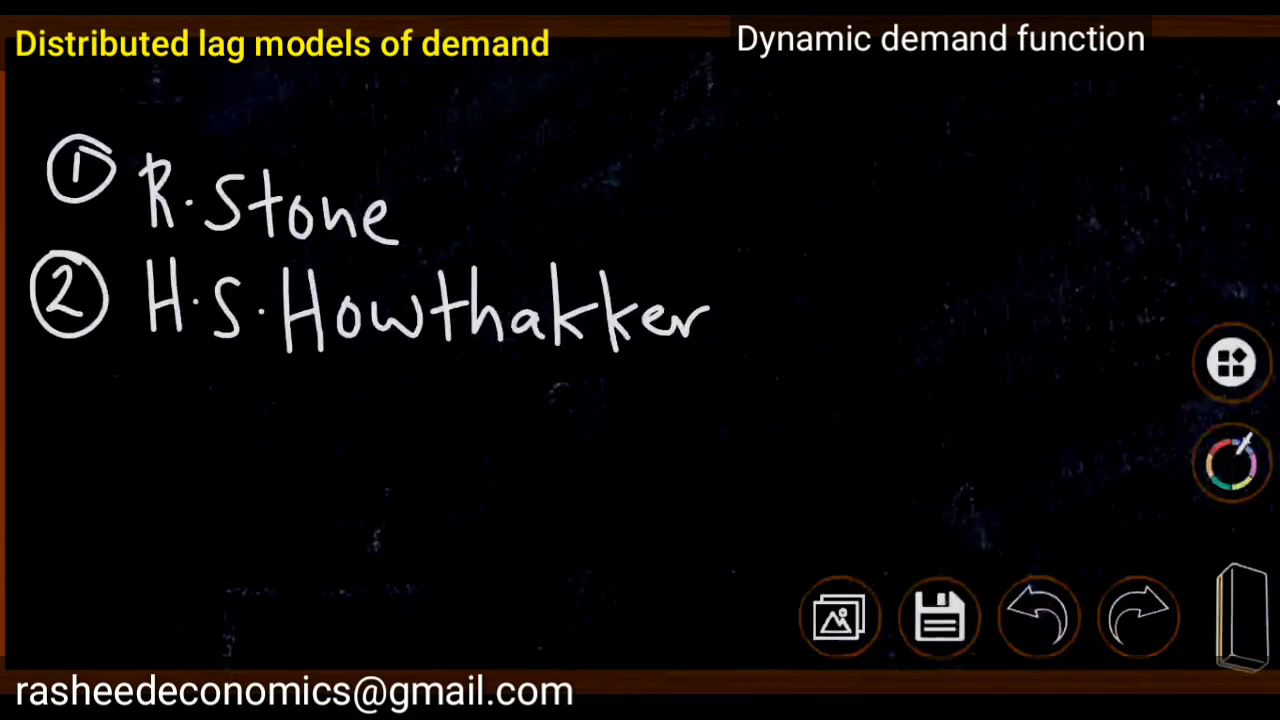 Distributed lag models of demand
Dynamic demand function
① R. Stone
② H.S. Howthakker
rasheedeconomics@gmail.com